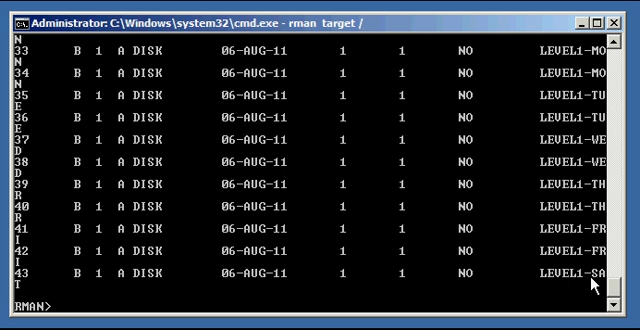 Administrator: C:\Windows\system32\cmd.exe - rman target /
N
33 B 1 A DISK 06-AUG-11 1 1 NO LEVEL1-MO
N
34 B 1 A DISK 06-AUG-11 1 1 NO LEVEL1-MO
N
35 B 1 A DISK 06-AUG-11 1 1 NO LEVEL1-TU
E
36 B 1 A DISK 06-AUG-11 1 1 NO LEVEL1-TU
E
37 B 1 A DISK 06-AUG-11 1 1 NO LEVEL1-WE
D
38 B 1 A DISK 06-AUG-11 1 1 NO LEVEL1-WE
D
39 B 1 A DISK 06-AUG-11 1 1 NO LEVEL1-TH
R
40 B 1 A DISK 06-AUG-11 1 1 NO LEVEL1-TH
R
41 B 1 A DISK 06-AUG-11 1 1 NO LEVEL1-FR
I
42 B 1 A DISK 06-AUG-11 1 1 NO LEVEL1-FR
I
43 B 1 A DISK 06-AUG-11 1 1 NO LEVEL1-SA
T
RMAN>